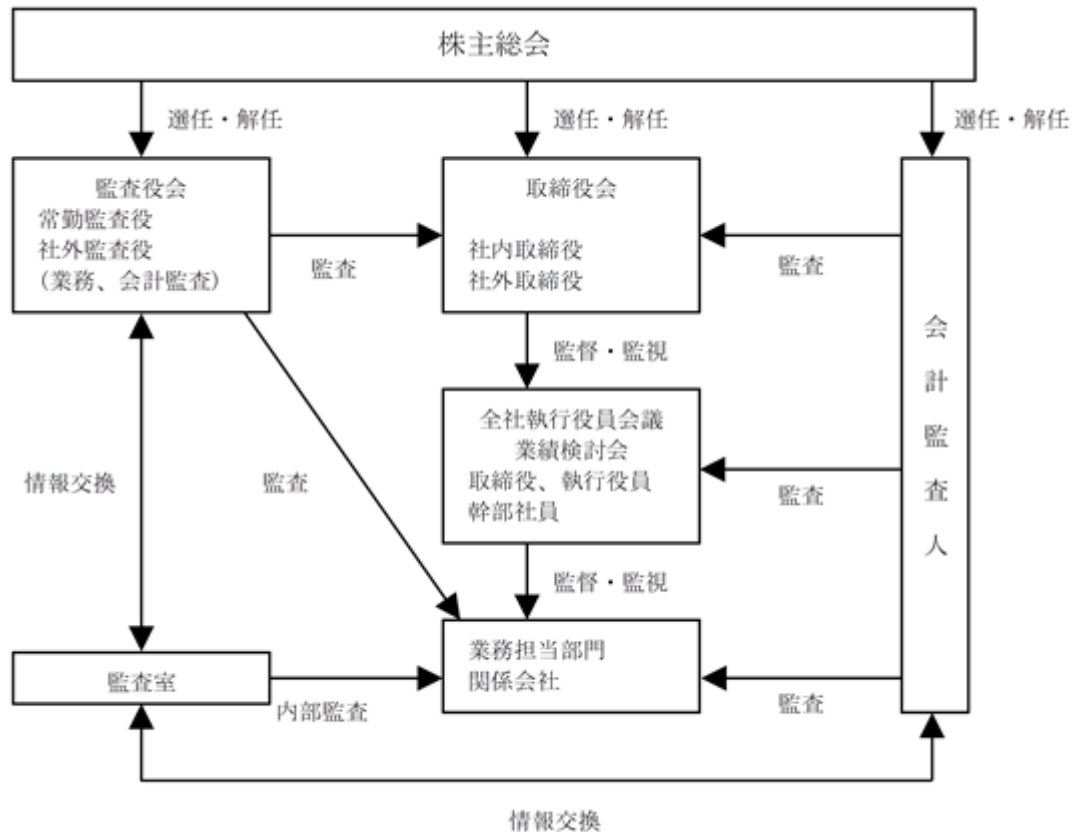 株主総会
選任・解任
選任・解任
選任・解任
監査役会
常勤監査役
社外監査役
(業務、会計監査)
監査
取締役会
社内取締役
社外取締役
監査
会計監査人
監督・監視
全社執行役員会議
業績検討会
取締役、執行役員
幹部社員
監査
情報交換
監査
監督・監視
業務担当部門
関係会社
監査
監査室
内部監査
情報交換